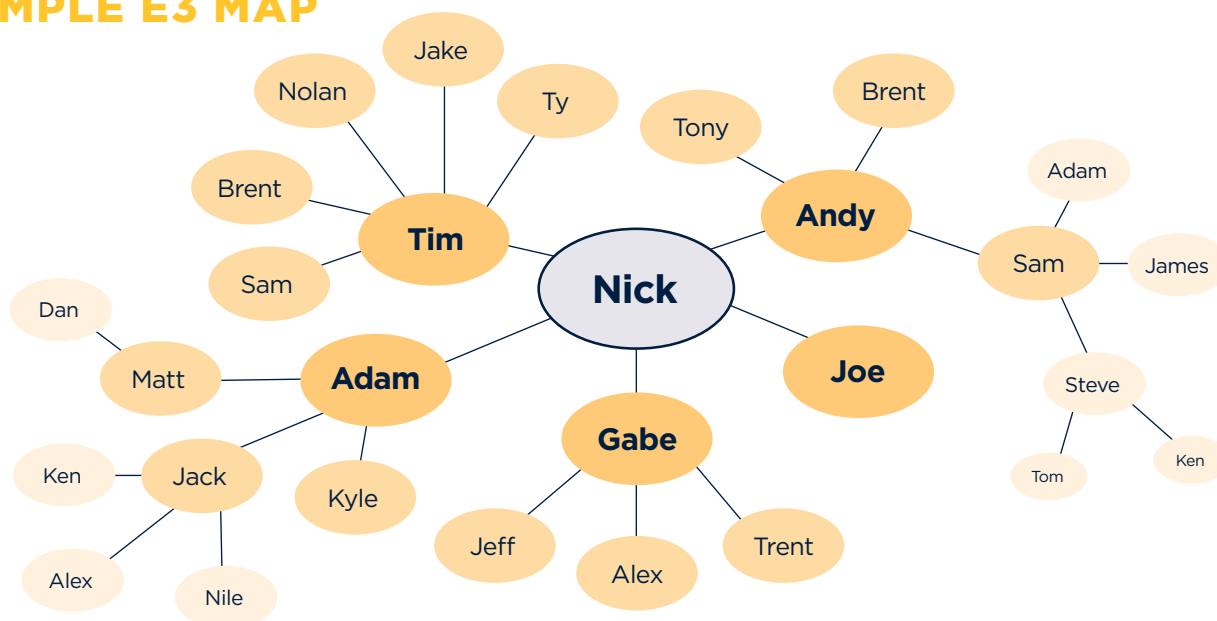 MPLE E3 MAP
Jake
Nolan
Ty
Brent
Tony
Brent
Adam
Sam
Tim
Andy
Sam
James
Nick
Dan
Matt
Adam
Joe
Steve
Gabe
Ken
Jack
Kyle
Tom
Ken
Jeff
Alex
Trent
Alex
Nile